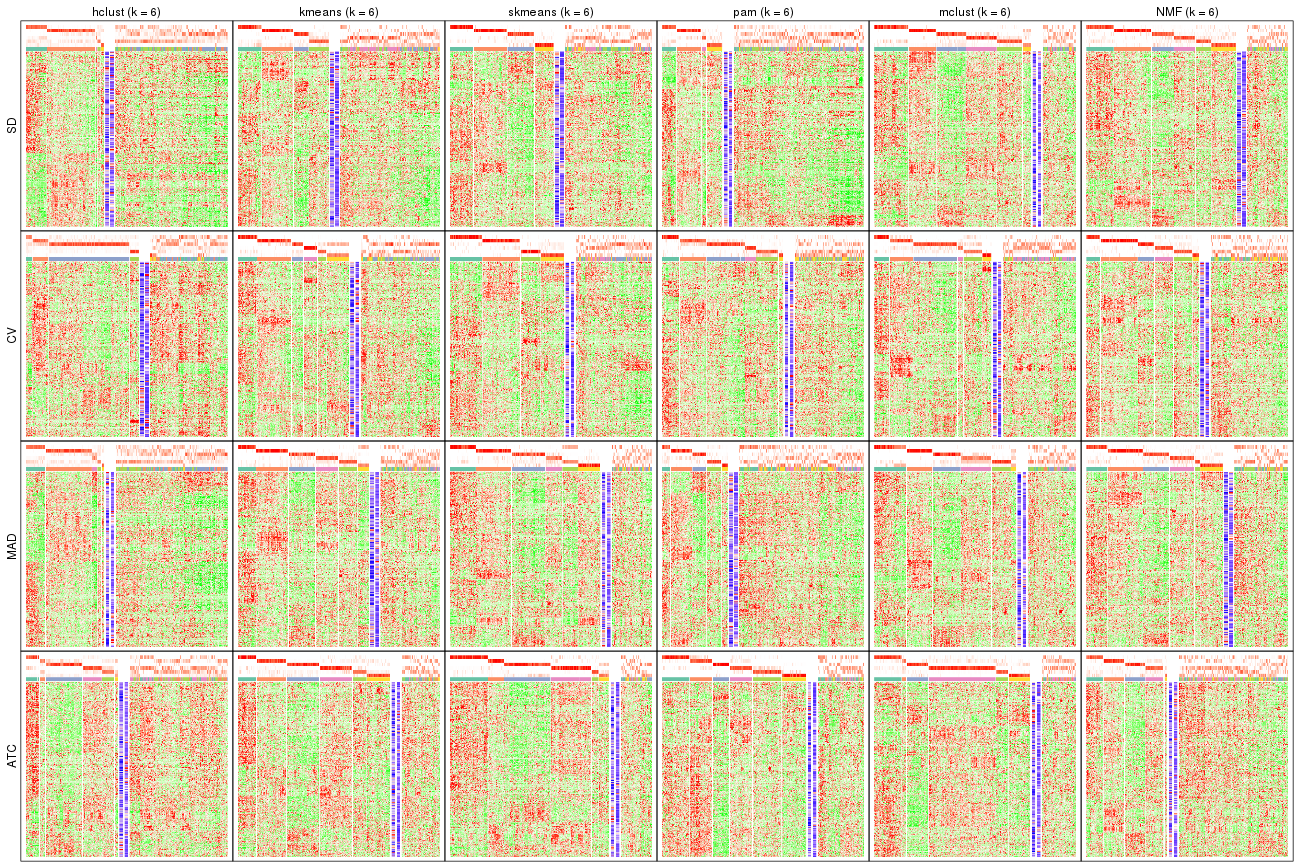 hclust (k = 6) kmeans (k = 6) skmeans (k = 6) pam (k = 6) mclust (k = 6) NMF (k = 6)
SD
CV
MAD
ATC